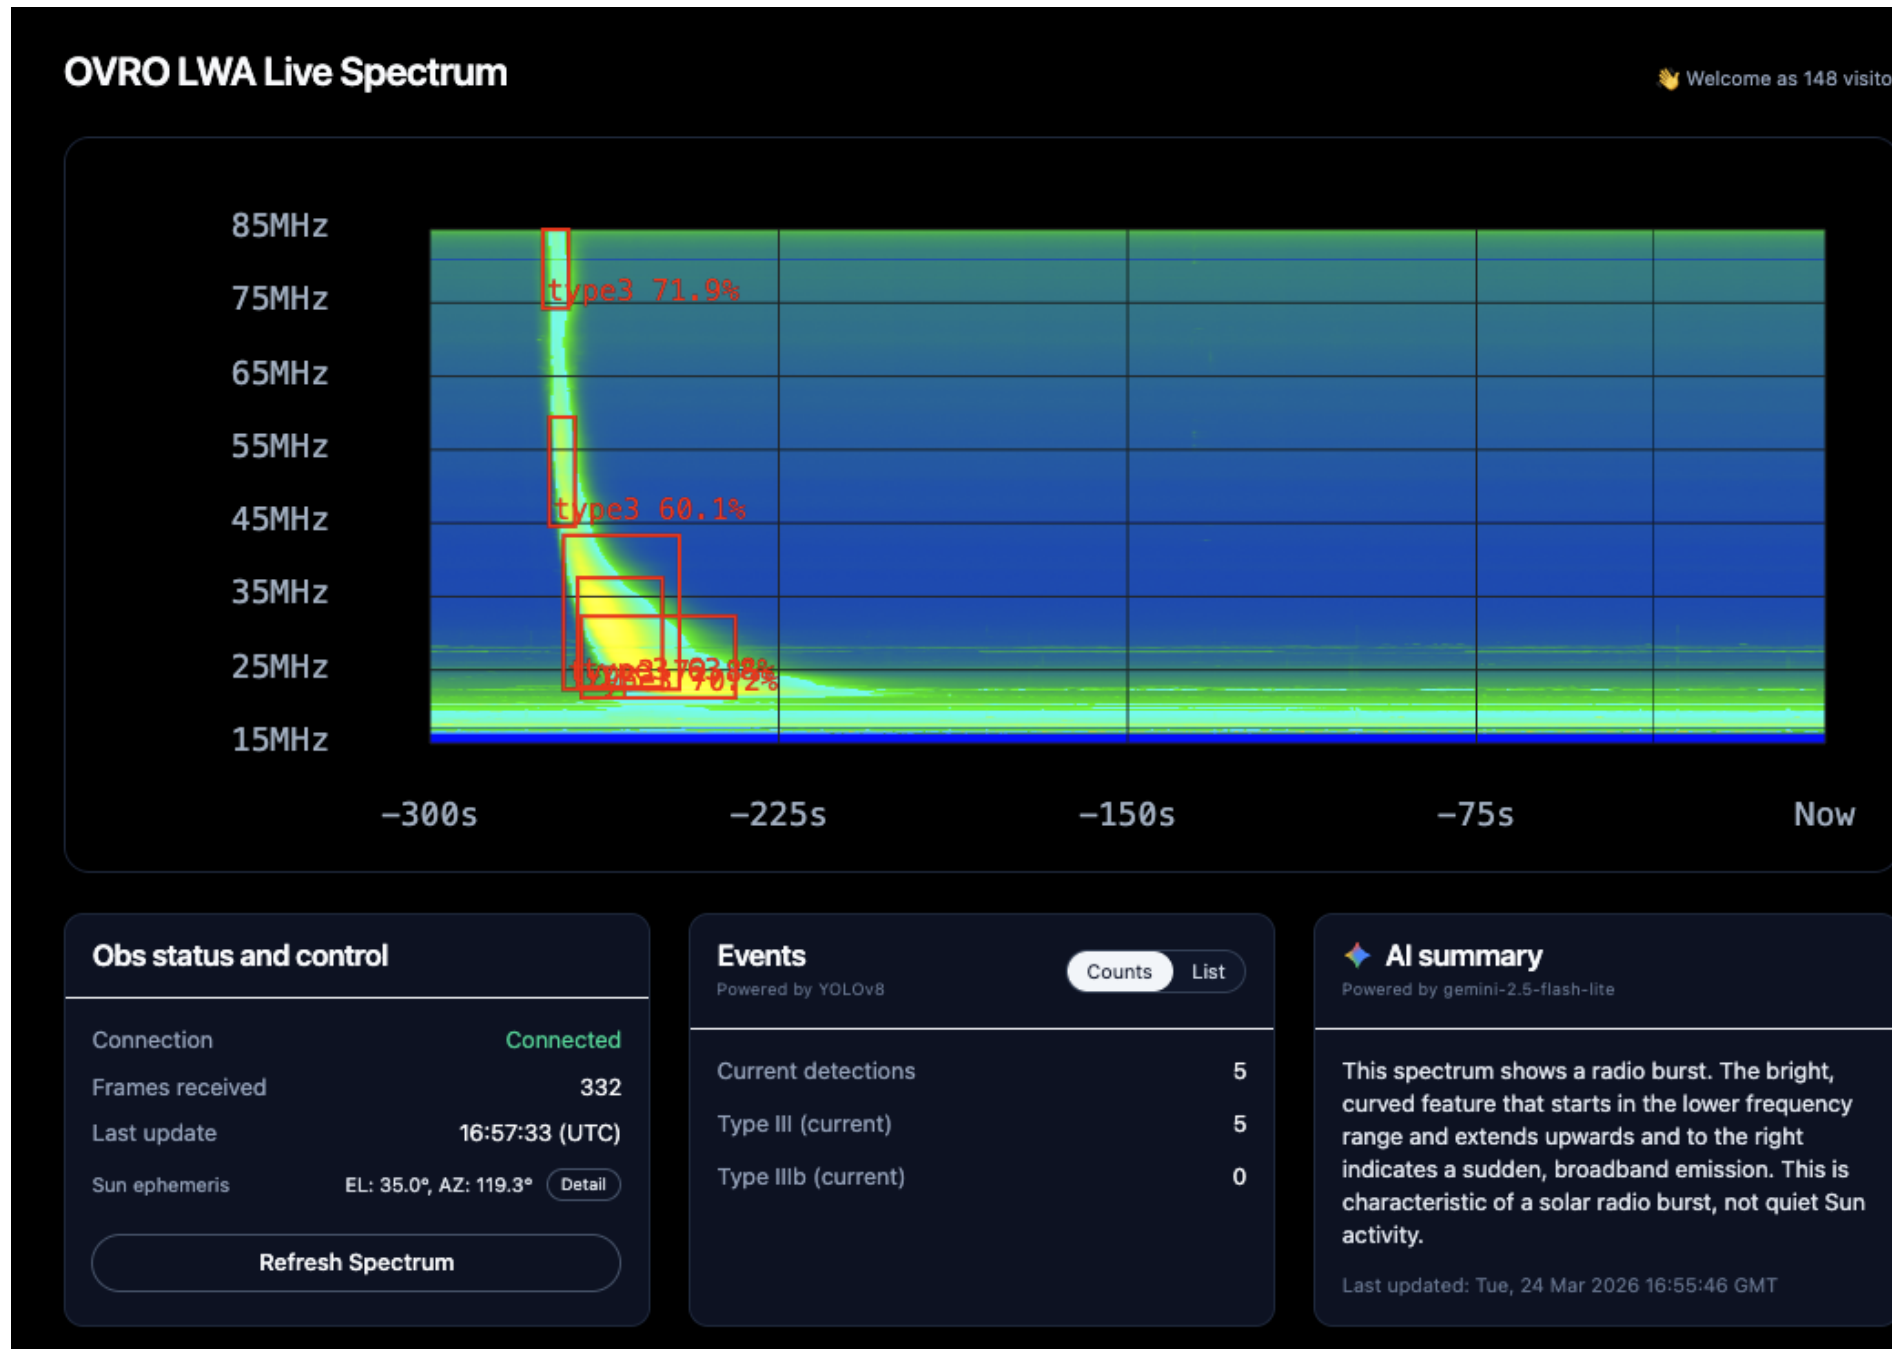 OVRO LWA Live Spectrum
👋 Welcome as 148 visito
85MHz
type3 71.9%
75MHz
65MHz
55MHz
type3 60.1%
45MHz
35MHz
25MHz
70.2%
15MHz
-300s -225s -150s -75s Now
Obs status and control
Connection Connected
Frames received 332
Last update 16:57:33 (UTC)
Sun ephemeris EL: 35.0°, AZ: 119.3° Detail
Refresh Spectrum
Events
Powered by YOLOv8
Counts List
Current detections 5
Type III (current) 5
Type IIIb (current) 0
AI summary
Powered by gemini-2.5-flash-lite
This spectrum shows a radio burst. The bright,
curved feature that starts in the lower frequency
range and extends upwards and to the right
indicates a sudden, broadband emission. This is
characteristic of a solar radio burst, not quiet Sun
activity.
Last updated: Tue, 24 Mar 2026 16:55:46 GMT